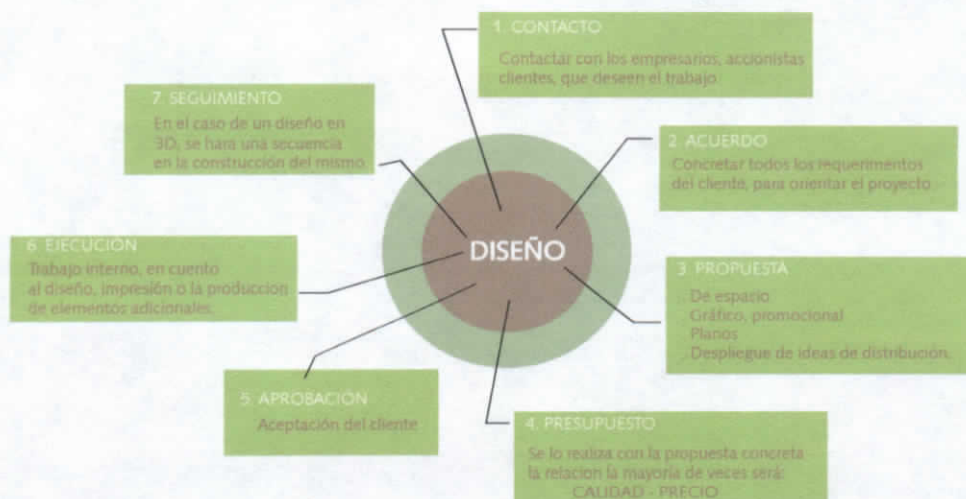 1. CONTACTO
Contactar con los empresarios, accionistas
clientes, que deseen el trabajo.
2. ACUERDO
Concretar todos los requerimentos
del cliente, para orientar el proyecto
3. PROPUESTA
De espacio
Gráfico, promocional
Planos
Despliegue de ideas de distribución.
4. PRESUPUESTO
Se lo realiza con la propuesta concreta
la relacion la mayoría de veces será:
CALIDAD - PRECIO
5. APROBACIÓN
Aceptación del cliente
6. EJECUCIÓN
Trabajo interno, en cuento
al diseño, impresión o la produccion
de elementos adicionales.
7. SEGUIMIENTO
En el caso de un diseño en
3D, se hara una secuencia
en la construcción del mismo.
DISEÑO